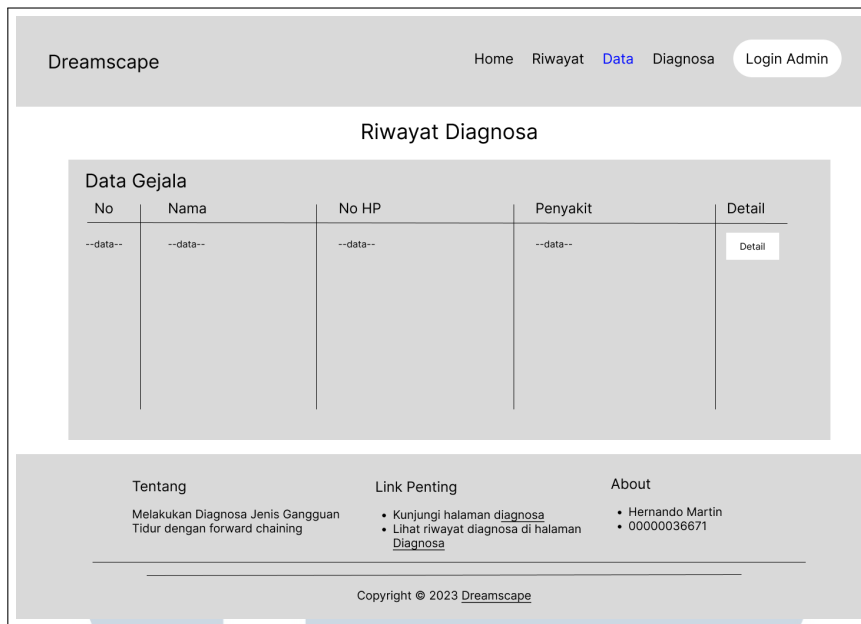 Dreamscape
Home Riwayat Data Diagnosa Login Admin
Riwayat Diagnosa
Data Gejala
No Nama No HP Penyakit Detail
--data-- --data-- --data-- --data-- Detail
Tentang
Melakukan Diagnosa Jenis Gangguan
Tidur dengan forward chaining
Link Penting
• Kunjungi halaman diagnosa
• Lihat riwayat diagnosa di halaman
Diagnosa
About
• Hernando Martin
• 00000036671
Copyright © 2023 Dreamscape